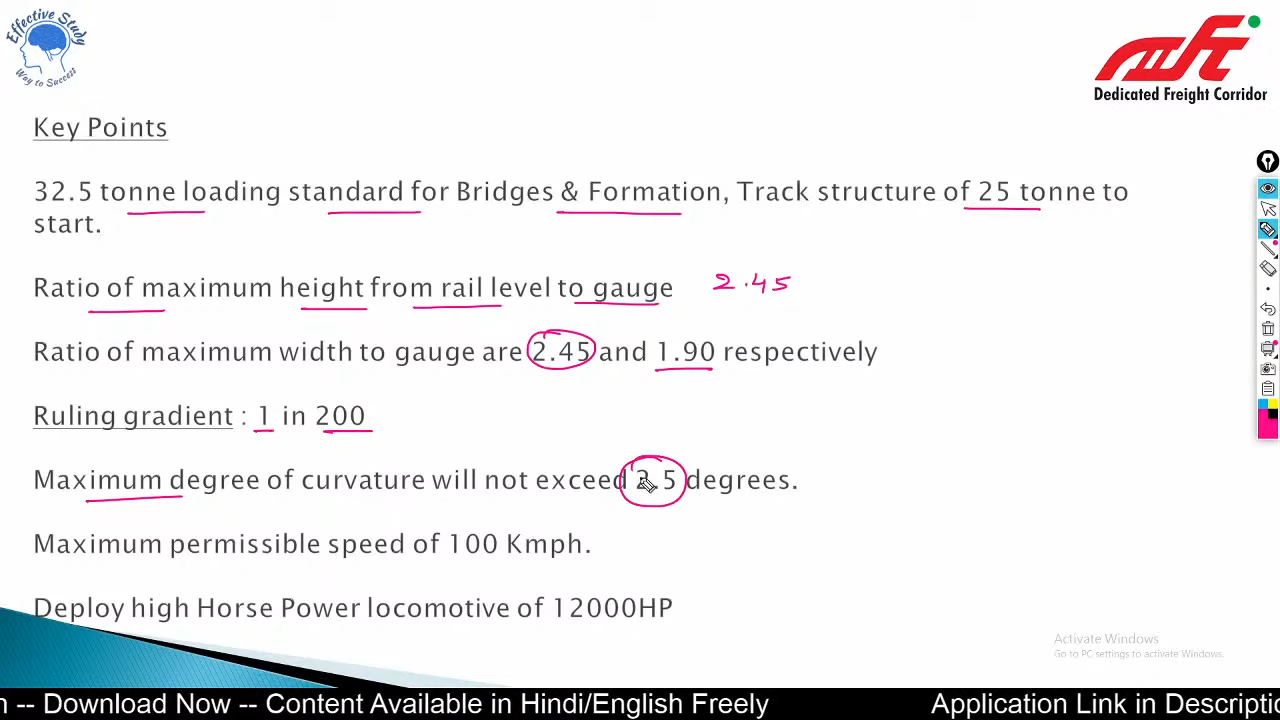 Effective Study
Way to Success
Dedicated Freight Corridor
Key Points
32.5 tonne loading standard for Bridges & Formation, Track structure of 25 tonne to
start.
Ratio of maximum height from rail level to gauge 2.45
Ratio of maximum width to gauge are 2.45 and 1.90 respectively
Ruling gradient : 1 in 200
Maximum degree of curvature will not exceed 2.5 degrees.
Maximum permissible speed of 100 Kmph.
Deploy high Horse Power locomotive of 12000HP
Activate Windows
Go to PC settings to activate Windows.
n -- Download Now -- Content Available in Hindi/English Freely Application Link in Descriptio